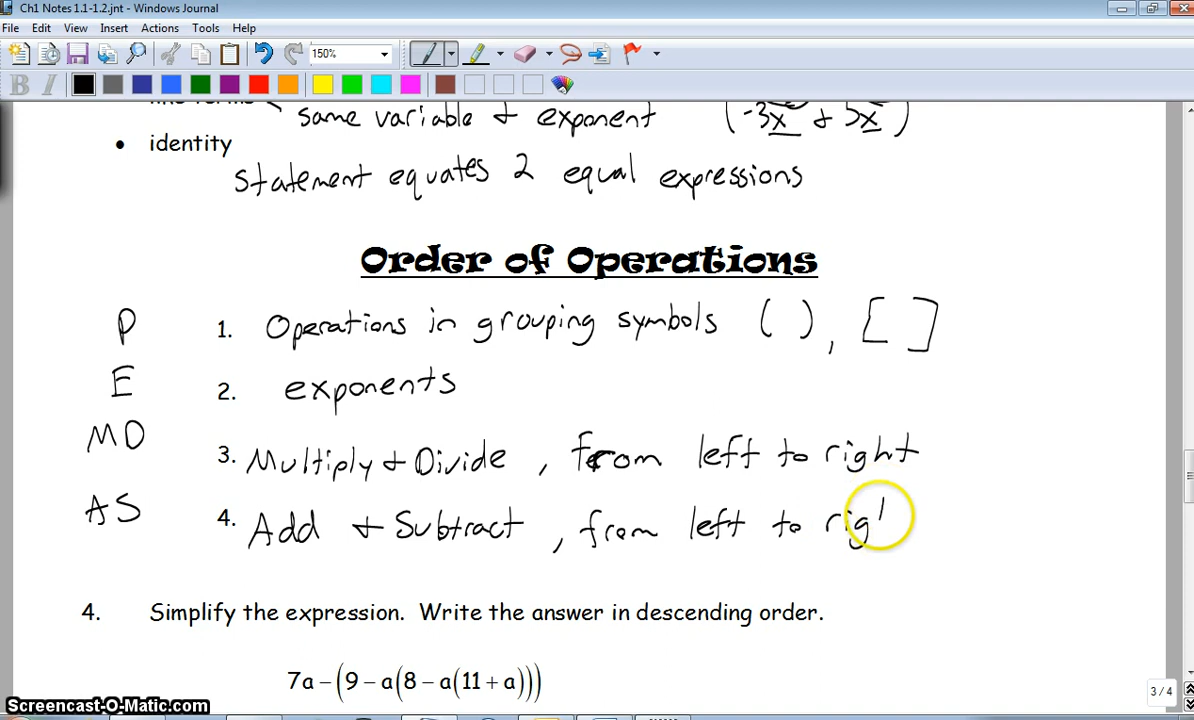 Ch1 Notes 1.1-1.2.jnt - Windows Journal
File Edit View Insert Actions Tools Help
150%
B I
same variable + exponent (-3x + 5x)
• identity
statement equates 2 equal expressions
Order of Operations
P 1. Operations in grouping symbols ( ), [ ]
E 2. exponents
MD 3. Multiply + Divide, from left to right
AS 4. Add + Subtract, from left to rig
4. Simplify the expression. Write the answer in descending order.
7a – (9 – a(8 – a(11 + a)))
3 / 4
Screencast-O-Matic.com